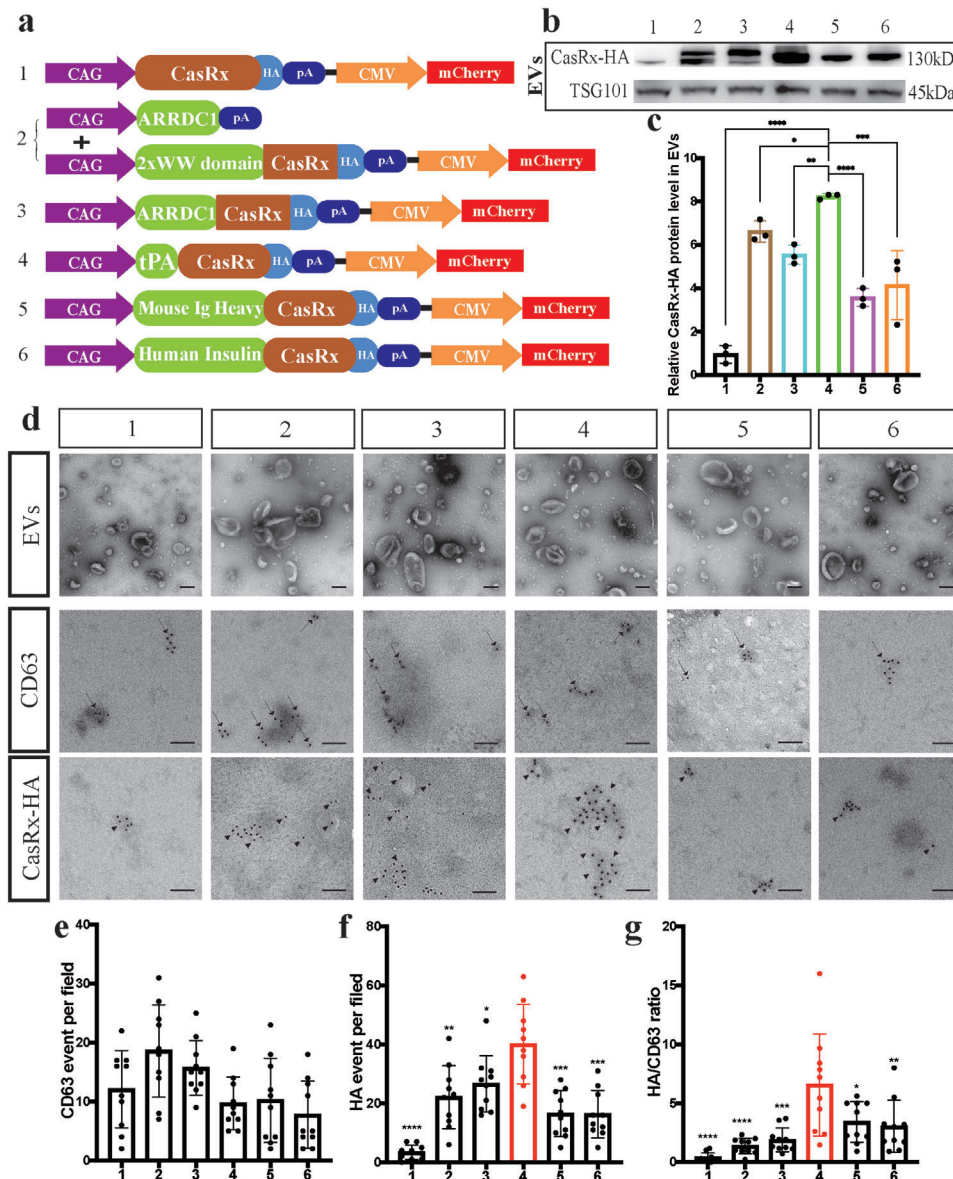 a
1 CAG CasRx HA pA CMV mCherry
CAG ARRDC1 pA
2 { +
CAG 2xWW domain CasRx HA pA CMV mCherry
3 CAG ARRDC1 CasRx HA pA CMV mCherry
4 CAG tPA CasRx HA pA CMV mCherry
5 CAG Mouse Ig Heavy CasRx HA pA CMV mCherry
6 CAG Human Insulin CasRx HA pA CMV mCherry
b
1 2 3 4 5 6
EVs
CasRx-HA 130kD
TSG101 45kDa
c
Relative CasRx-HA protein level in EVs
****
*
***
**
****
10
8
6
4
2
0
1 2 3 4 5 6
d
1 2 3 4 5 6
EVs
CD63
CasRx-HA
e
CD63 event per field
40
30
20
10
0
1 2 3 4 5 6
f
HA event per filed
80
60
40
20
0
**** ** * *** ***
1 2 3 4 5 6
g
HA/CD63 ratio
20
15
10
5
0
**** **** *** * **
1 2 3 4 5 6